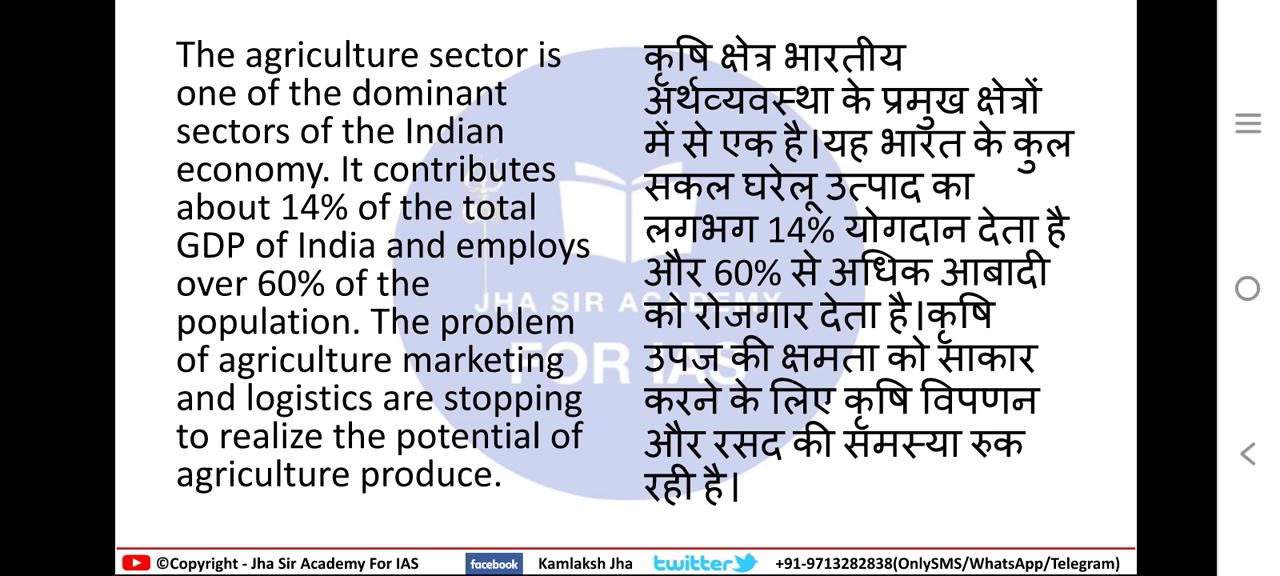 The agriculture sector is
one of the dominant
sectors of the Indian
economy. It contributes
about 14% of the total
GDP of India and employs
over 60% of the
population. The problem
of agriculture marketing
and logistics are stopping
to realize the potential of
agriculture produce.
कृषि क्षेत्र भारतीय
अर्थव्यवस्था के प्रमुख क्षेत्रों
में से एक है।यह भारत के कुल
सकल घरेलू उत्पाद का
लगभग 14% योगदान देता है
और 60% से अधिक आबादी
को रोजगार देता है।कृषि
उपज की क्षमता को साकार
करने के लिए कृषि विपणन
और रसद की समस्या रुक
रही है।
JHA SIR ACADEMY
FOR IAS
©Copyright - Jha Sir Academy For IAS facebook Kamlaksh Jha twitter +91-9713282838(OnlySMS/WhatsApp/Telegram)